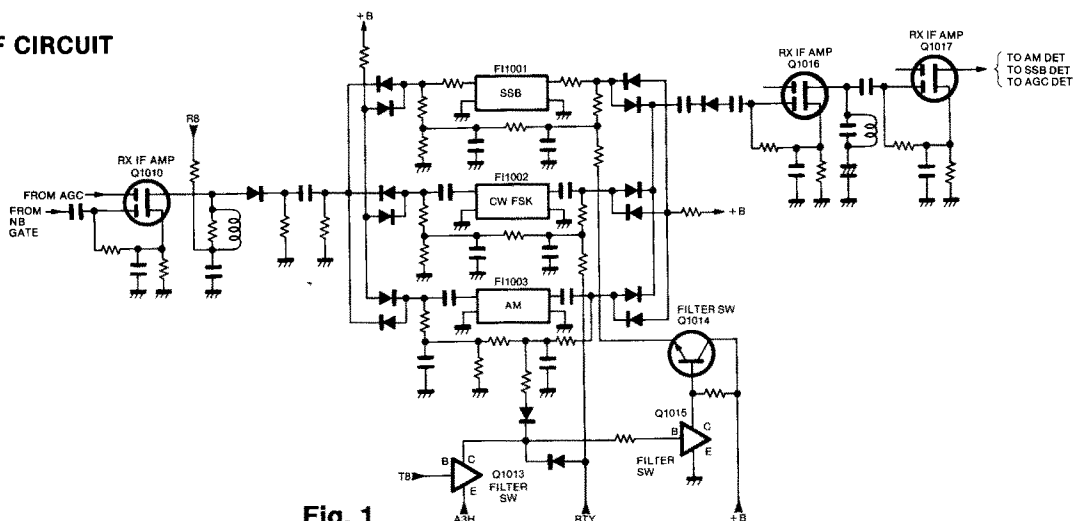 F CIRCUIT
+B
RX IF AMP
Q1017
RX IF AMP
Q1016
TO AM DET
TO SSB DET
TO AGC DET
FI1001
SSB
R8
RX IF AMP
Q1010
FROM AGC
FROM
NB
GATE
FI1002
CW FSK
+B
FI1003
AM
FILTER SW
Q1014
Q1015
B
C
E
FILTER
SW
T8
B
C
E
Q1013
FILTER
SW
A3H
RTY
+B
Fig. 1